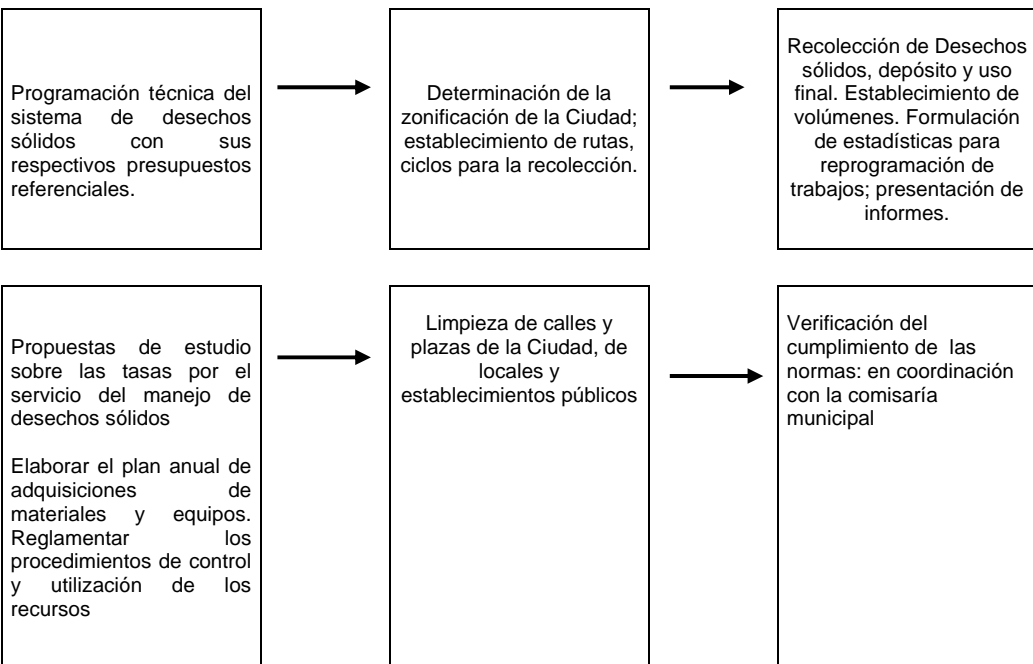 Programación técnica del
sistema de desechos
sólidos con sus
respectivos presupuestos
referenciales.
Determinación de la
zonificación de la Ciudad;
establecimiento de rutas,
ciclos para la recolección.
Recolección de Desechos
sólidos, depósito y uso
final. Establecimiento de
volúmenes. Formulación
de estadísticas para
reprogramación de
trabajos; presentación de
informes.
Propuestas de estudio
sobre las tasas por el
servicio del manejo de
desechos sólidos
Elaborar el plan anual de
adquisiciones de
materiales y equipos.
Reglamentar los
procedimientos de control
y utilización de los
recursos
Limpieza de calles y
plazas de la Ciudad, de
locales y
establecimientos públicos
Verificación del
cumplimiento de las
normas: en coordinación
con la comisaría
municipal